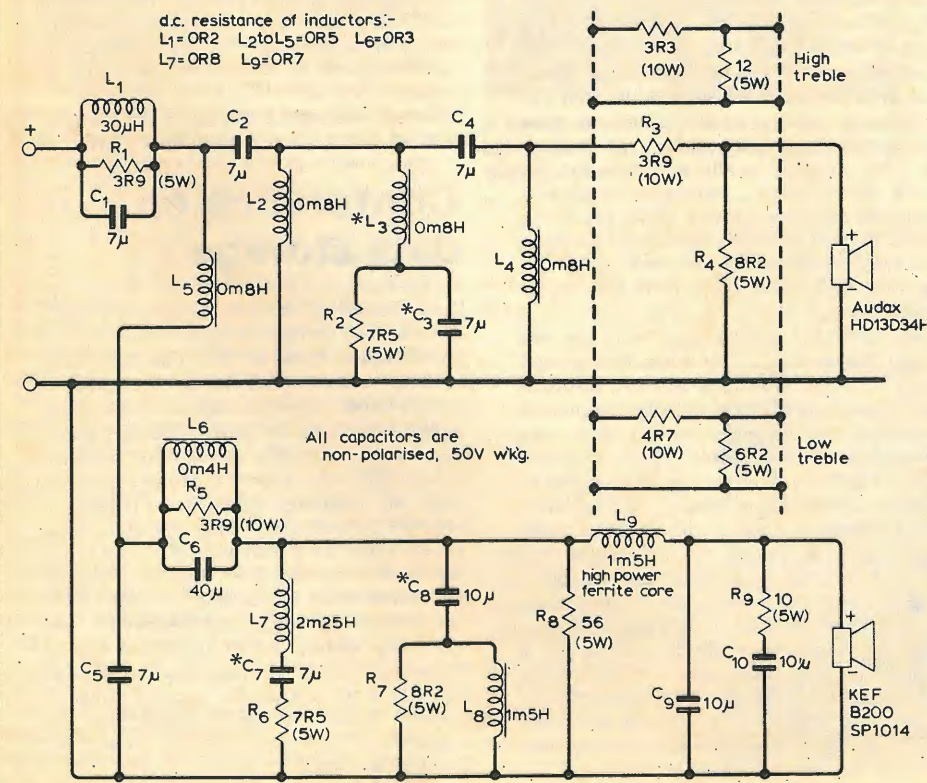 d.c. resistance of inductors:-
L1 = 0R2 L2 to L5 = 0R5 L6 = 0R3
L7 = 0R8 L9 = 0R7
3R3
(10W)
12
(5W)
High
treble
L1
30μH
R1
3R9
(5W)
C1
7μ
+
C2
7μ
C4
7μ
R3
3R9
(10W)
L2
0m8H
*L3
0m8H
L5
0m8H
L4
0m8H
R4
8R2
(5W)
+
-
Audax
HD13D34H
R2
7R5
(5W)
*C3
7μ
L6
0m4H
R5
3R9
(10W)
C6
40μ
All capacitors are
non-polarised, 50V w'kg.
4R7
(10W)
6R2
(5W)
Low
treble
L9
1m5H
high power
ferrite core
*C8
10μ
L7
2m25H
R8
56
(5W)
R9
10
(5W)
+
-
C5
7μ
*C7
7μ
R7
8R2
(5W)
L8
1m5H
C10
10μ
C9
10μ
R6
7R5
(5W)
KEF
B200
SP1014